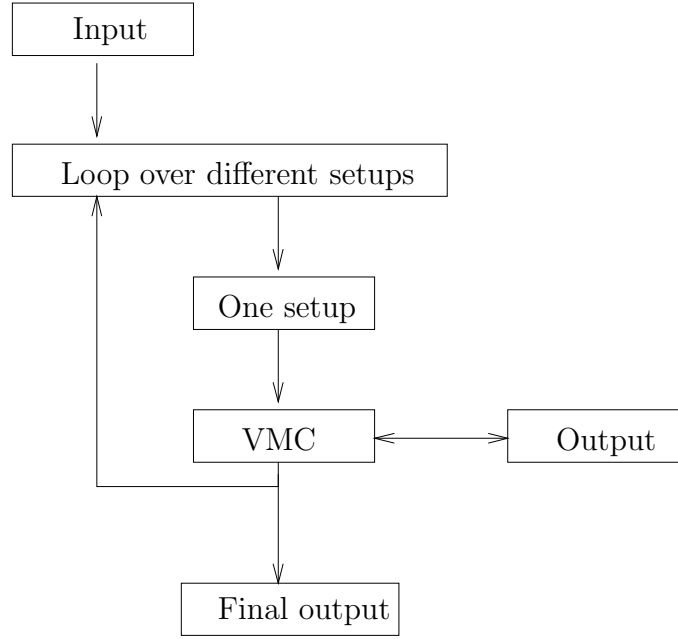 Input
Loop over different setups
One setup
VMC
Output
Final output